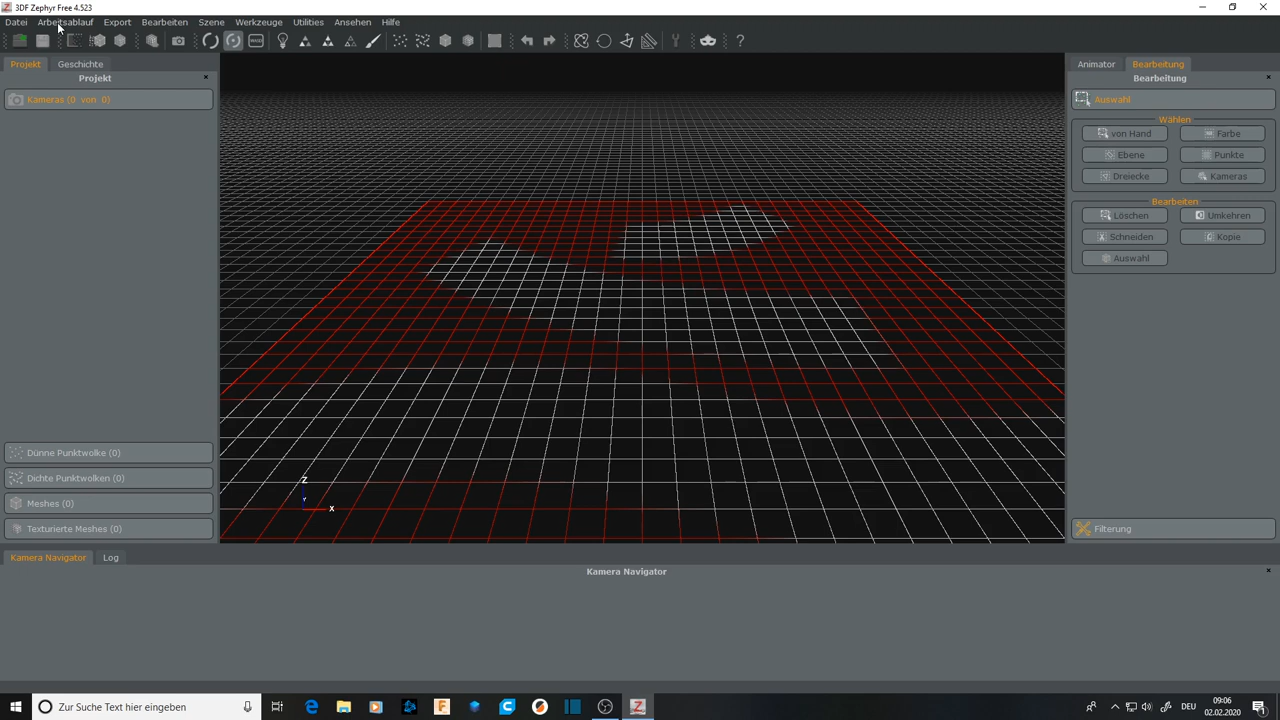 3DF Zephyr Free 4.523
Datei Arbeitsablauf Export Bearbeiten Szene Werkzeuge Utilities Ansehen Hilfe
Projekt Geschichte
Projekt
Kameras (0 von 0)
Dünne Punktwolke (0)
Dichte Punktwolken (0)
Meshes (0)
Texturierte Meshes (0)
Z
Y
X
Animator Bearbeitung
Bearbeitung
Auswahl
Wählen
von Hand Farbe
Ebene Punkte
Dreiecke Kameras
Bearbeiten
Löschen Umkehren
Schneiden Kopie
Auswahl
Filterung
Kamera Navigator Log
Kamera Navigator
Zur Suche Text hier eingeben
DEU
09:06
02.02.2020